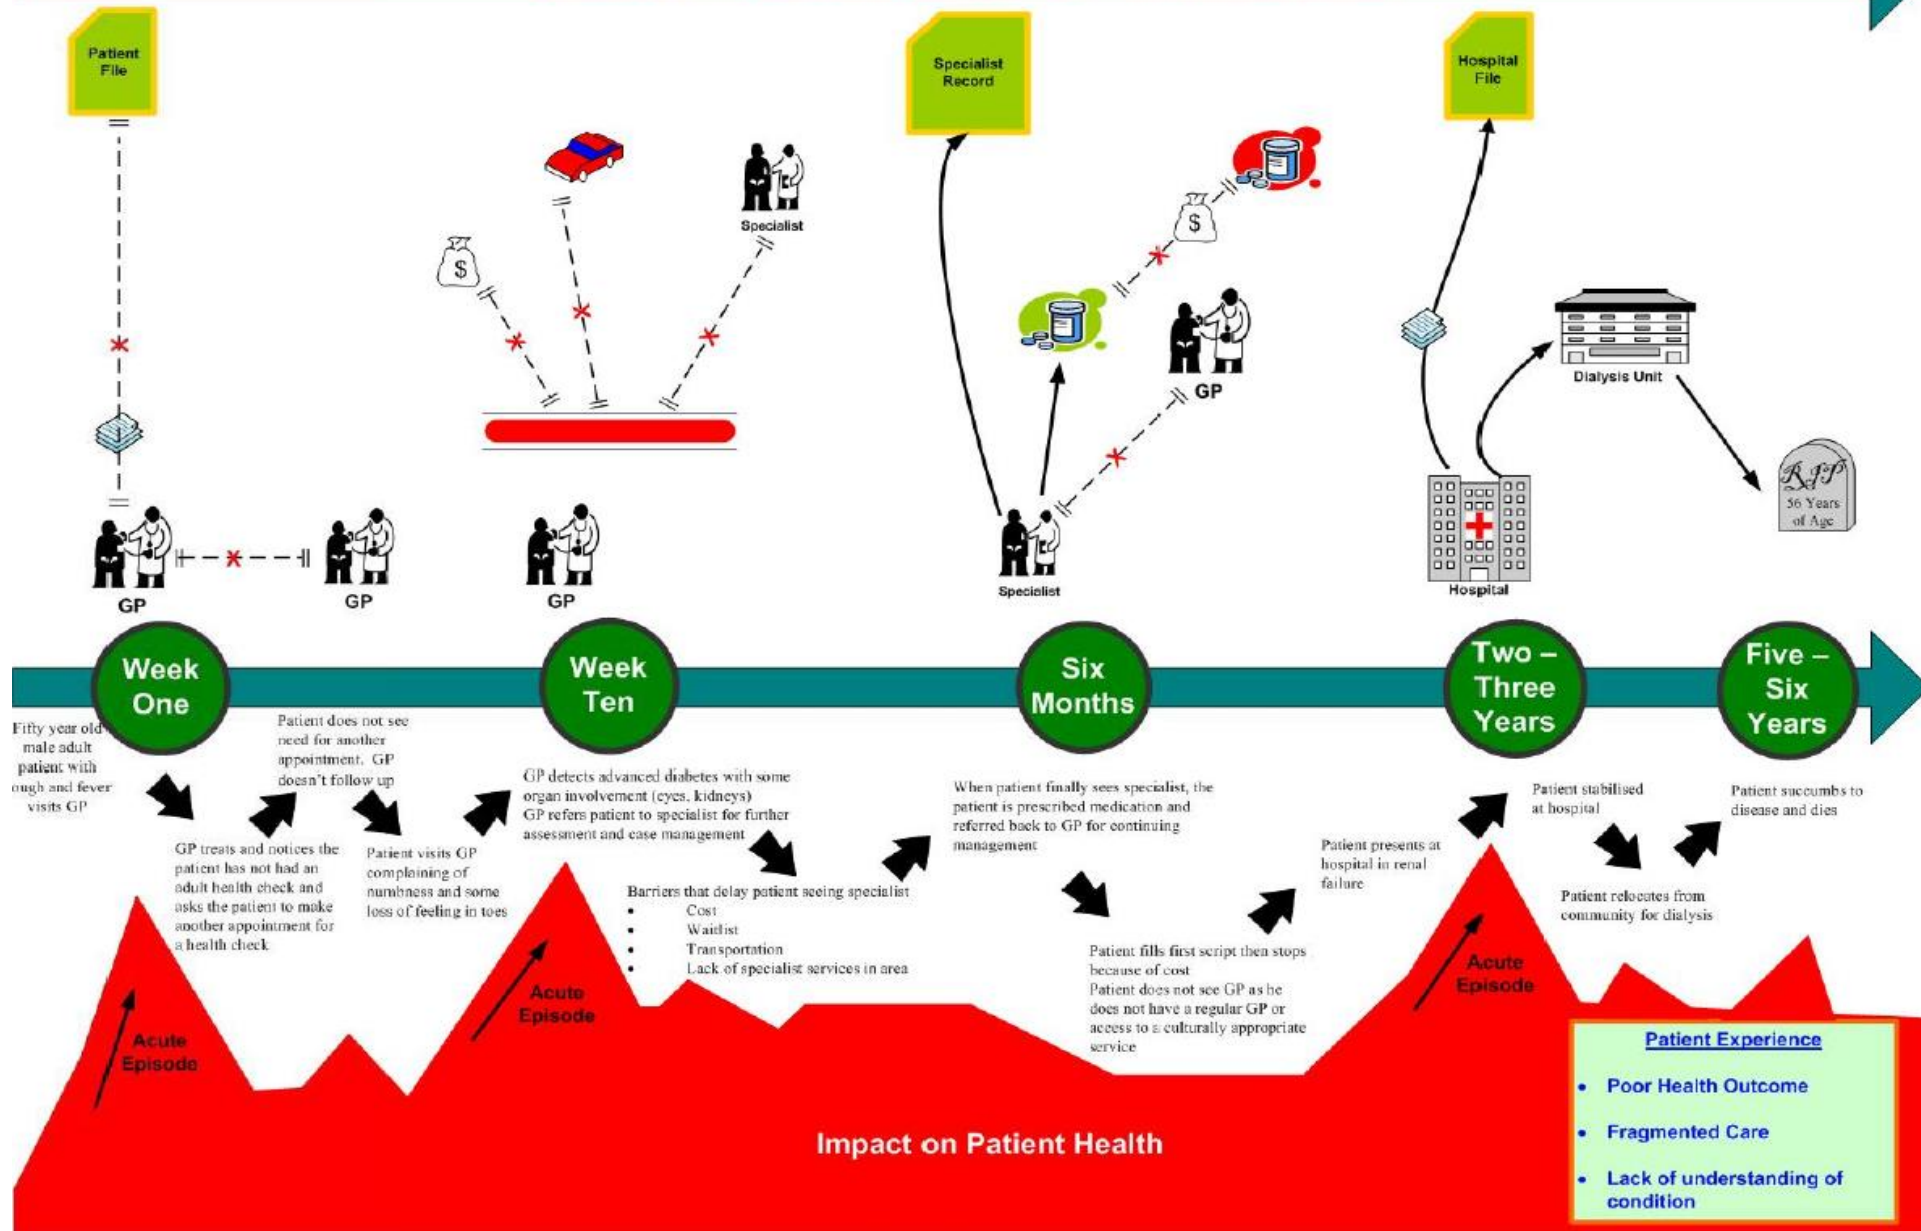 Patient
File
Specialist
Record
Hospital
File
Specialist
$
$
GP
Dialysis Unit
RIP
56 Years
of Age
GP
GP
GP
Specialist
Hospital
Week
One
Week
Ten
Six
Months
Two –
Three
Years
Five –
Six
Years
Fifty year old
male adult
patient with
ough and fever
visits GP
GP treats and notices the
patient has not had an
adult health check and
asks the patient to make
another appointment for
a health check
Patient does not see
need for another
appointment. GP
doesn't follow up
Patient visits GP
complaining of
numbness and some
loss of feeling in toes
GP detects advanced diabetes with some
organ involvement (eyes, kidneys)
GP refers patient to specialist for further
assessment and case management
Barriers that delay patient seeing specialist
• Cost
• Waitlist
• Transportation
• Lack of specialist services in area
When patient finally sees specialist, the
patient is prescribed medication and
referred back to GP for continuing
management
Patient fills first script then stops
because of cost
Patient does not see GP as he
does not have a regular GP or
access to a culturally appropriate
service
Patient presents at
hospital in renal
failure
Patient stabilised
at hospital
Patient relocates from
community for dialysis
Patient succumbs to
disease and dies
Acute
Episode
Acute
Episode
Acute
Episode
Impact on Patient Health
Patient Experience
• Poor Health Outcome
• Fragmented Care
• Lack of understanding of
condition